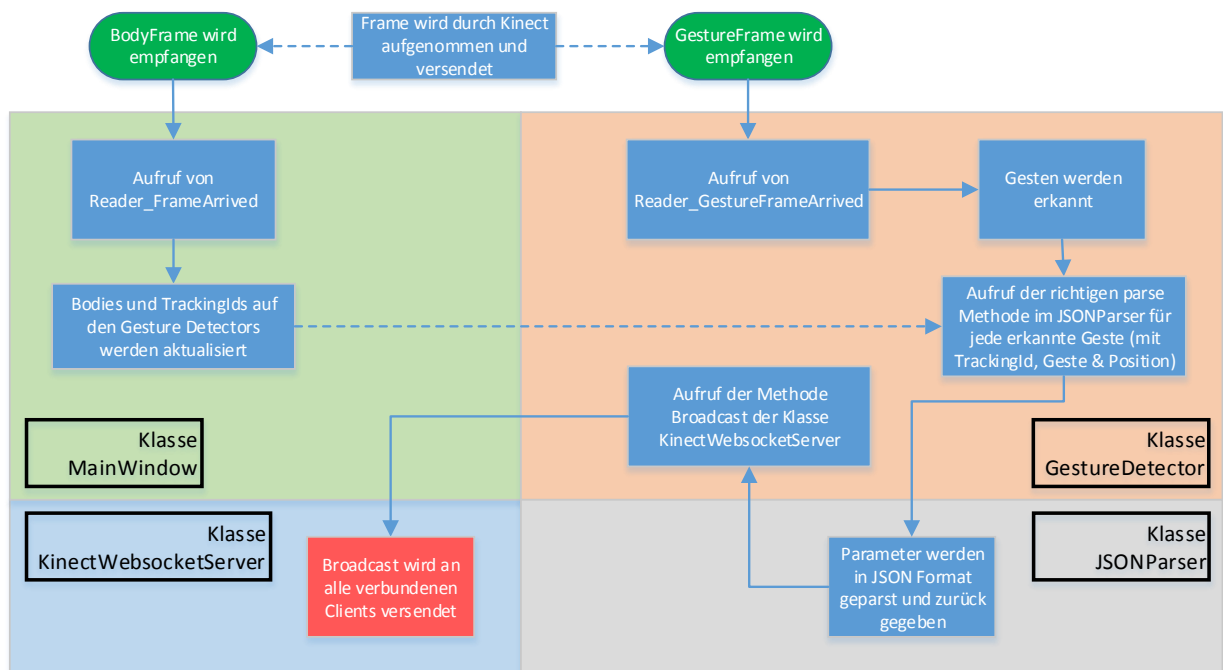 BodyFrame wird
empfangen
Frame wird durch Kinect
aufgenommen und
versendet
GestureFrame wird
empfangen
Aufruf von
Reader_FrameArrived
Aufruf von
Reader_GestureFrameArrived
Gesten werden
erkannt
Bodies und TrackingIds auf
den Gesture Detectors
werden aktualisiert
Aufruf der richtigen parse
Methode im JSONParser für
jede erkannte Geste (mit
TrackingId, Geste & Position)
Aufruf der Methode
Broadcast der Klasse
KinectWebsocketServer
Klasse
MainWindow
Klasse
GestureDetector
Klasse
KinectWebsocketServer
Broadcast wird an
alle verbundenen
Clients versendet
Parameter werden
in JSON Format
geparst und zurück
gegeben
Klasse
JSONParser